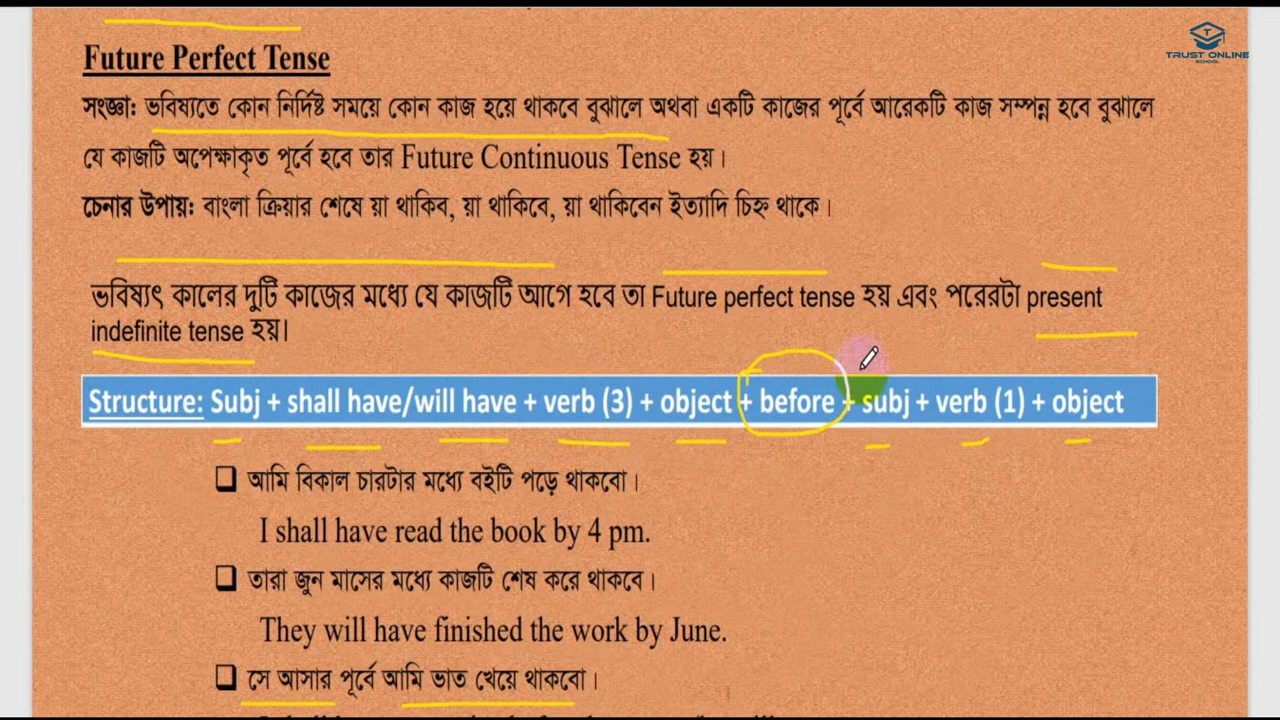 TRUST ONLINE
SCHOOL
Future Perfect Tense
সংজ্ঞা: ভবিষ্যতে কোন নির্দিষ্ট সময়ে কোন কাজ হয়ে থাকবে বুঝালে অথবা একটি কাজের পূর্বে আরেকটি কাজ সম্পন্ন হবে বুঝালে
যে কাজটি অপেক্ষাকৃত পূর্বে হবে তার Future Continuous Tense হয়।
চেনার উপায়: বাংলা ক্রিয়ার শেষে য়া থাকিব, য়া থাকিবে, য়া থাকিবেন ইত্যাদি চিহ্ন থাকে।
ভবিষ্যৎ কালের দুটি কাজের মধ্যে যে কাজটি আগে হবে তা Future perfect tense হয় এবং পরেরটা present
indefinite tense হয়।
Structure: Subj + shall have/will have + verb (3) + object + before + subj + verb (1) + object
আমি বিকাল চারটার মধ্যে বইটি পড়ে থাকবো।
I shall have read the book by 4 pm.
তারা জুন মাসের মধ্যে কাজটি শেষ করে থাকবে।
They will have finished the work by June.
সে আসার পূর্বে আমি ভাত খেয়ে থাকবো।